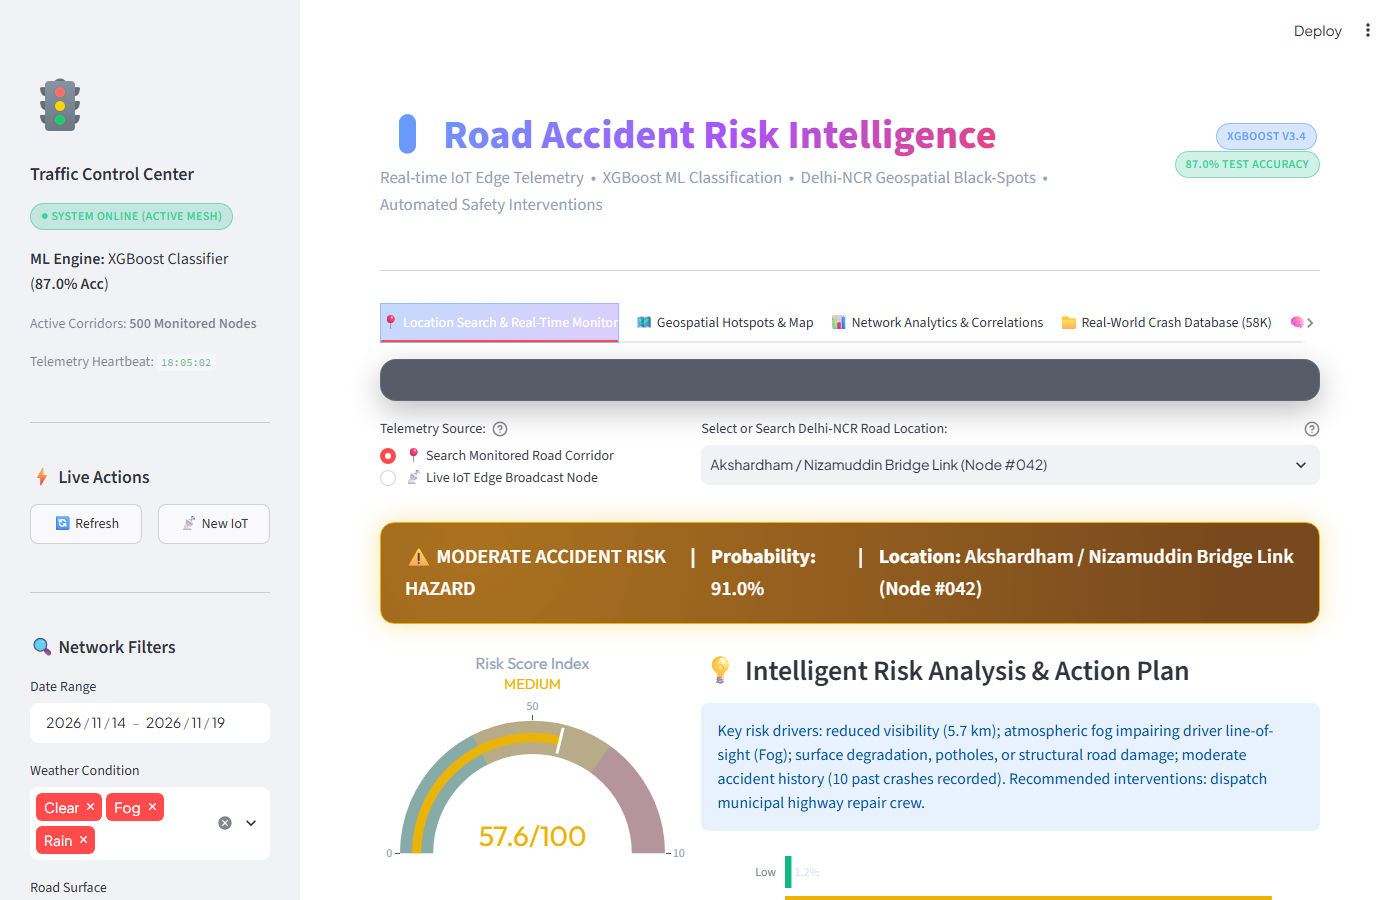 Deploy
Traffic Control Center
SYSTEM ONLINE (ACTIVE MESH)
ML Engine: XGBoost Classifier
(87.0% Acc)
Active Corridors: 500 Monitored Nodes
Telemetry Heartbeat: 18:05:02
Live Actions
Refresh
New IoT
Network Filters
Date Range
2026/11/14 – 2026/11/19
Weather Condition
Clear
Fog
Rain
Road Surface
Road Accident Risk Intelligence
XGBOOST V3.4
87.0% TEST ACCURACY
Real-time IoT Edge Telemetry • XGBoost ML Classification • Delhi-NCR Geospatial Black-Spots •
Automated Safety Interventions
Location Search & Real-Time Monitor
Geospatial Hotspots & Map
Network Analytics & Correlations
Real-World Crash Database (58K)
Telemetry Source:
Search Monitored Road Corridor
Live IoT Edge Broadcast Node
Select or Search Delhi-NCR Road Location:
Akshardham / Nizamuddin Bridge Link (Node #042)
MODERATE ACCIDENT RISK
HAZARD
| Probability:
91.0%
| Location: Akshardham / Nizamuddin Bridge Link
(Node #042)
Risk Score Index
MEDIUM
50
0
10
57.6/100
Intelligent Risk Analysis & Action Plan
Key risk drivers: reduced visibility (5.7 km); atmospheric fog impairing driver line-of-
sight (Fog); surface degradation, potholes, or structural road damage; moderate
accident history (10 past crashes recorded). Recommended interventions: dispatch
municipal highway repair crew.
Low
1.2%